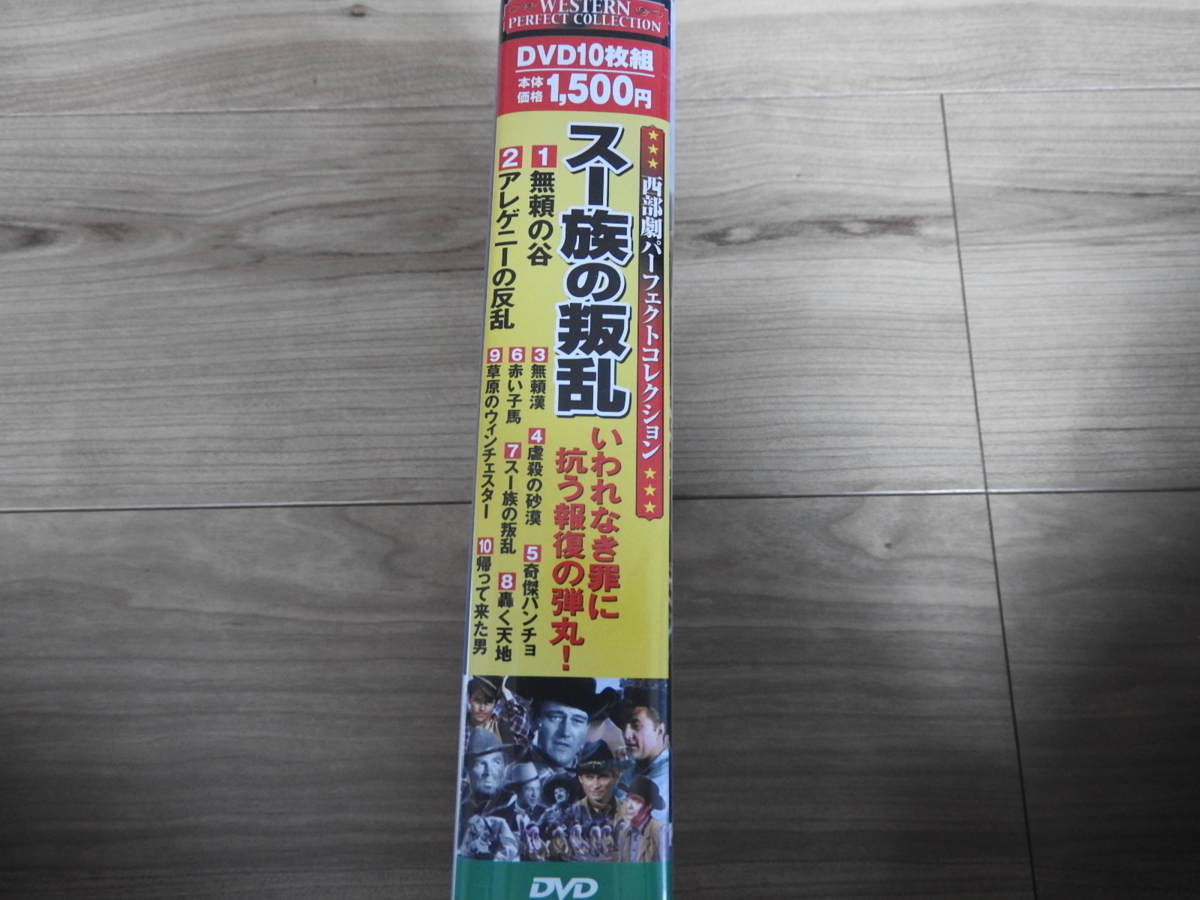 WESTERN
PERFECT COLLECTION
DVD10枚組
本体価格 1,500円
★★★ 西部劇パーフェクトコレクション ★★★
スー族の叛乱
いわれなき罪に
抗う報復の弾丸!
1 無頼の谷
2 アレゲニーの反乱
3 無頼漢 4 虐殺の砂漠 5 奇傑パンチョ
6 赤い子馬 7 スー族の叛乱 8 轟く天地
9 草原のウィンチェスター 10 帰って来た男
DVD